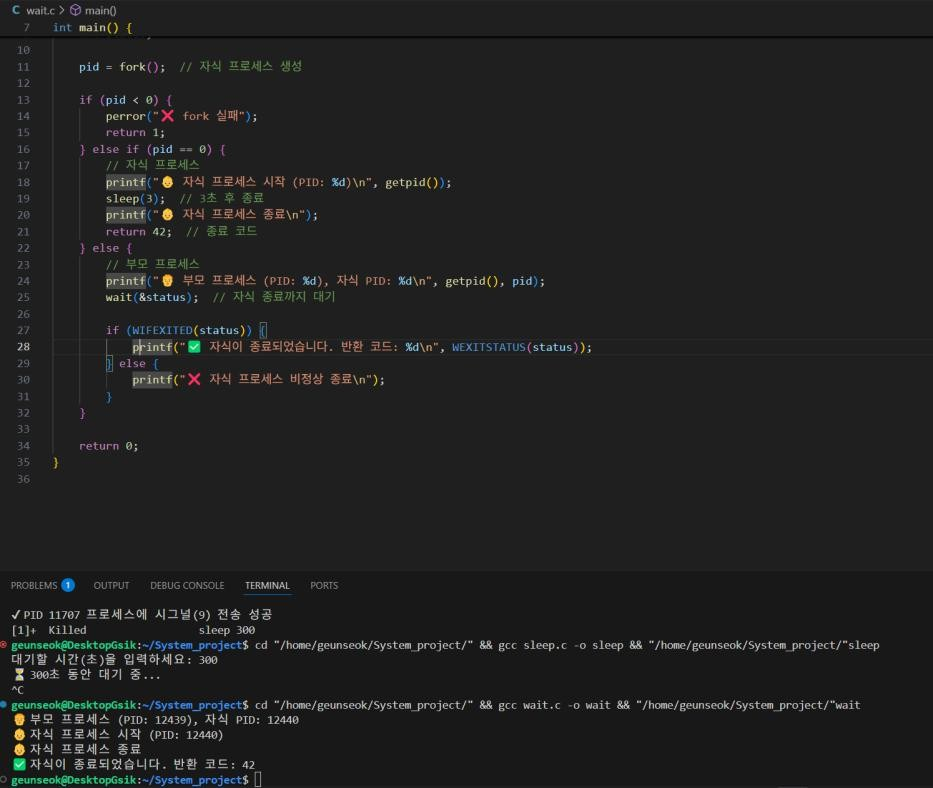 wait.c > main()
7 int main() {
10
11 pid = fork(); // 자식 프로세스 생성
12
13 if (pid < 0) {
14 perror("❌ fork 실패");
15 return 1;
16 } else if (pid == 0) {
17 // 자식 프로세스
18 printf("👶 자식 프로세스 시작 (PID: %d)\n", getpid());
19 sleep(3); // 3초 후 종료
20 printf("👶 자식 프로세스 종료\n");
21 return 42; // 종료 코드
22 } else {
23 // 부모 프로세스
24 printf("👨 부모 프로세스 (PID: %d), 자식 PID: %d\n", getpid(), pid);
25 wait(&status); // 자식 종료까지 대기
26
27 if (WIFEXITED(status)) {
28 printf("✅ 자식이 종료되었습니다. 반환 코드: %d\n", WEXITSTATUS(status));
29 } else {
30 printf("❌ 자식 프로세스 비정상 종료\n");
31 }
32 }
33
34 return 0;
35 }
36
PROBLEMS 1 OUTPUT DEBUG CONSOLE TERMINAL PORTS
✔ PID 11707 프로세스에 시그널(9) 전송 성공
[1]+ Killed sleep 300
geunseok@DesktopGsik:~/System_project$ cd "/home/geunseok/System_project/" && gcc sleep.c -o sleep && "/home/geunseok/System_project/"sleep
대기할 시간(초)을 입력하세요: 300
⏳ 300초 동안 대기 중...
^C
geunseok@DesktopGsik:~/System_project$ cd "/home/geunseok/System_project/" && gcc wait.c -o wait && "/home/geunseok/System_project/"wait
👨 부모 프로세스 (PID: 12439), 자식 PID: 12440
👶 자식 프로세스 시작 (PID: 12440)
👶 자식 프로세스 종료
✅ 자식이 종료되었습니다. 반환 코드: 42
geunseok@DesktopGsik:~/System_project$